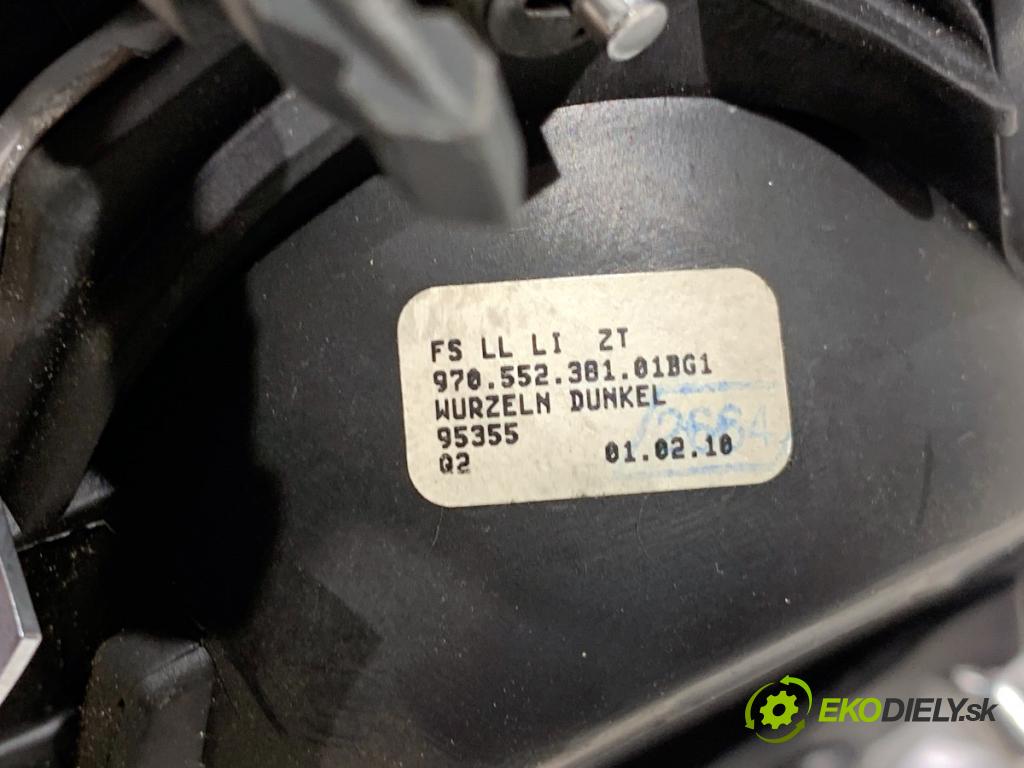 FS LL LI ZT
970.552.381.01BG1
WURZELN DUNKEL
95355
Q2 01.02.10
EKODIELY.sk